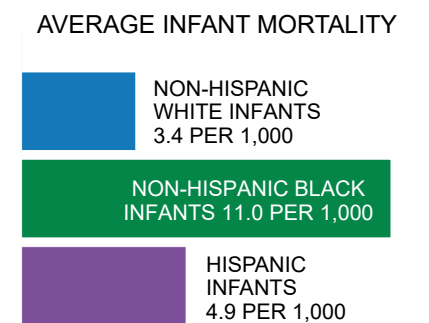 AVERAGE INFANT MORTALITY
NON-HISPANIC
WHITE INFANTS
3.4 PER 1,000
NON-HISPANIC BLACK
INFANTS 11.0 PER 1,000
HISPANIC
INFANTS
4.9 PER 1,000